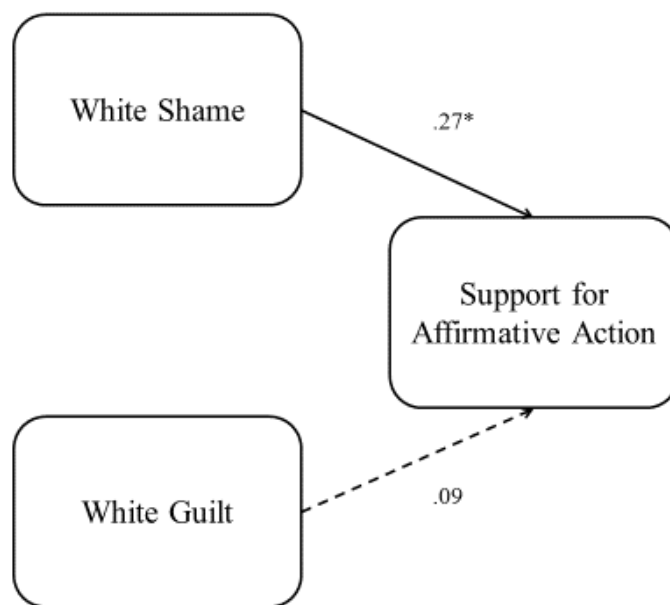 White Shame
.27*
Support for
Affirmative Action
White Guilt
.09